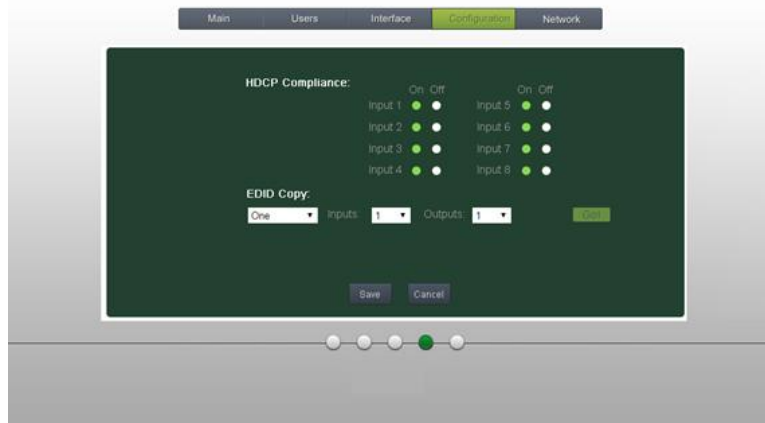 Main Users Interface Configuration Network
HDCP Compliance:
On Off On Off
Input 1 Input 5
Input 2 Input 6
Input 3 Input 7
Input 4 Input 8
EDID Copy:
One Inputs: 1 Outputs: 1 Go!
Save Cancel